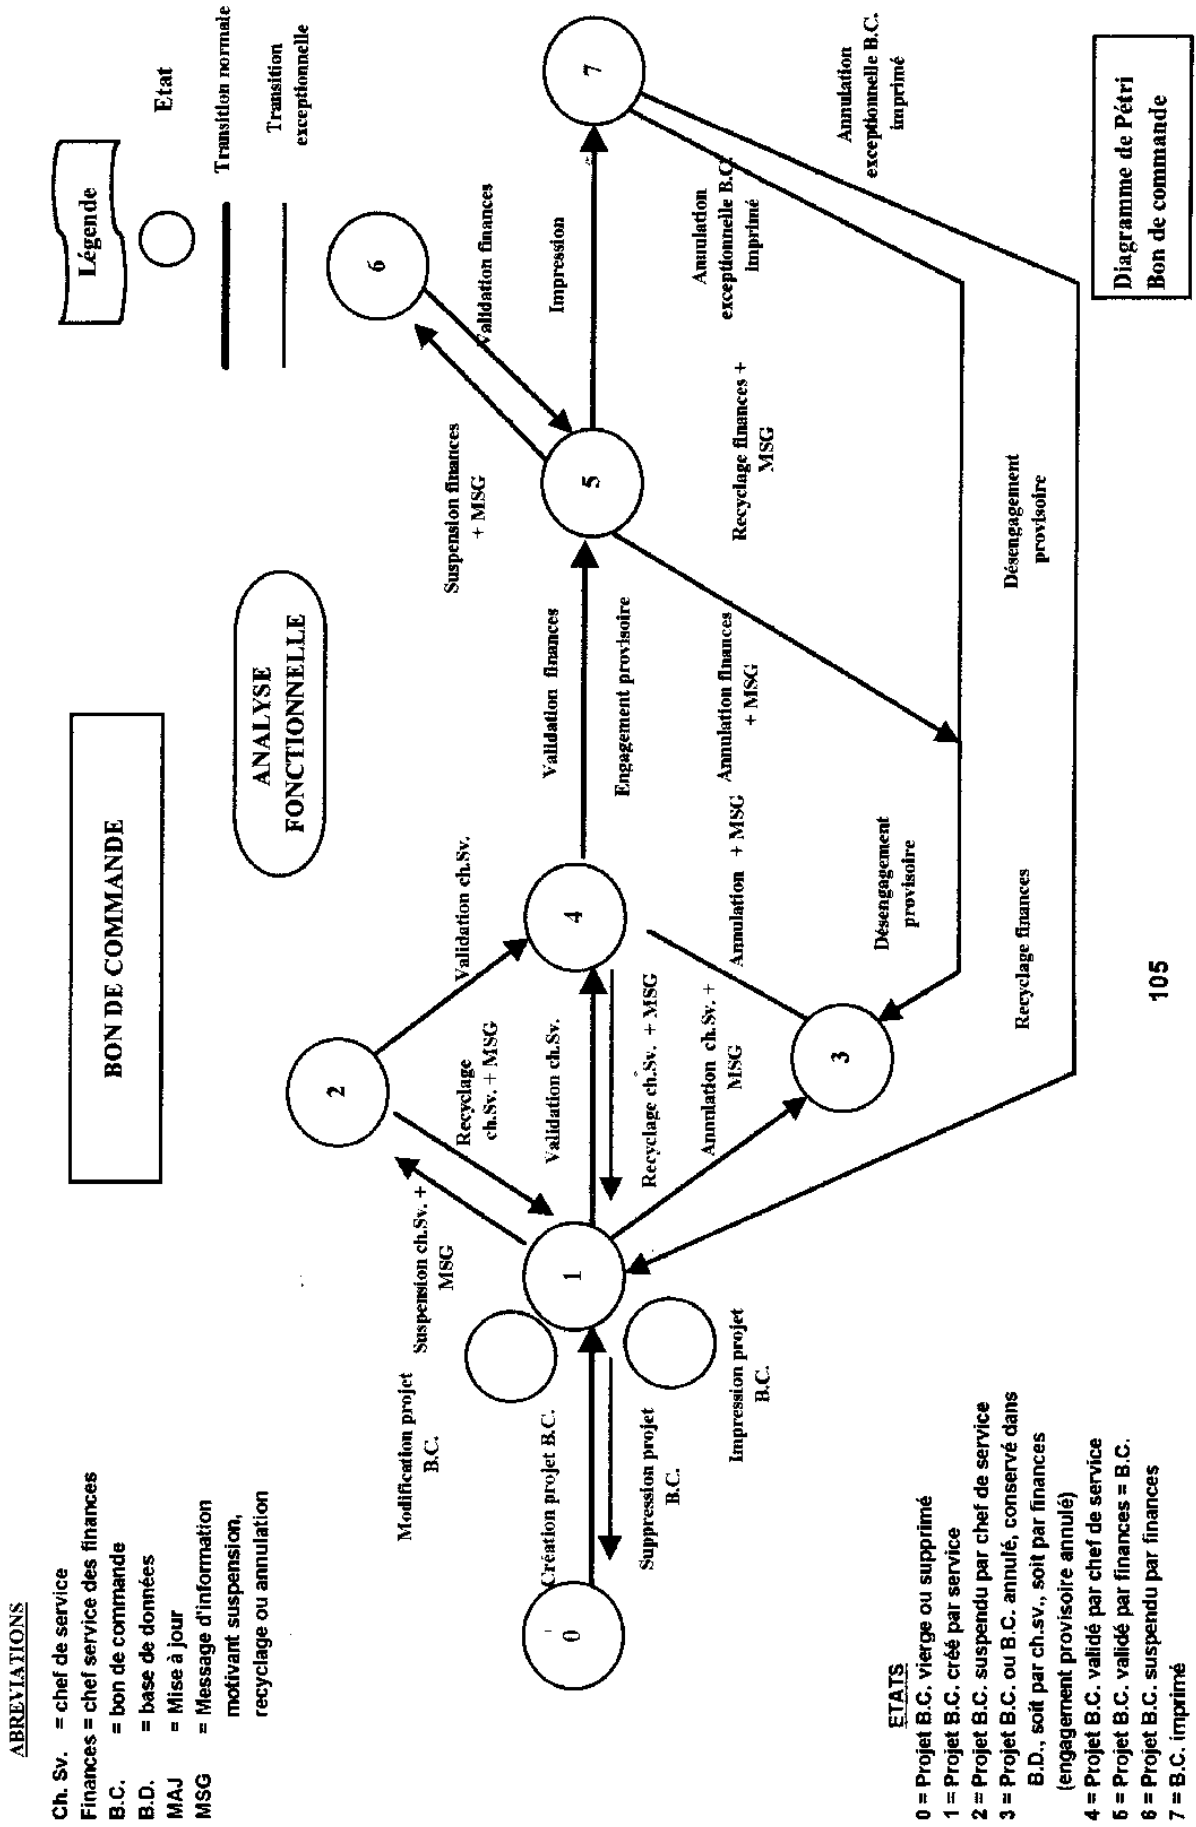 BON DE COMMANDE
Légende
Etat
Transition normale
Transition
exceptionnelle
ANALYSE
FONCTIONNELLE
ABREVIATIONS
Ch. Sv. = chef de service
Finances = chef service des finances
B.C. = bon de commande
B.D. = base de données
MAJ = Mise à jour
MSG = Message d'information
motivant suspension,
recyclage ou annulation
Modification projet
B.C.
Suspension ch.Sv. +
MSG
Recyclage
ch.Sv. + MSG
Validation ch.Sv.
Suspension finances
+ MSG
Validation finances
2
6
Création projet B.C.
Validation ch.Sv.
Validation finances
Impression
0
1
4
5
7
Suppression projet
B.C.
Recyclage ch.Sv. + MSG
Engagement provisoire
Impression projet
B.C.
Annulation ch.Sv. +
MSG
Annulation + MSG
Annulation finances
+ MSG
Recyclage finances +
MSG
Annulation
exceptionnelle B.C.
imprimé
Annulation
exceptionnelle B.C.
imprimé
3
Désengagement
provisoire
Désengagement
provisoire
Recyclage finances
ETATS
0 = Projet B.C. vierge ou supprimé
1 = Projet B.C. créé par service
2 = Projet B.C. suspendu par chef de service
3 = Projet B.C. ou B.C. annulé, conservé dans
B.D., soit par ch.sv., soit par finances
(engagement provisoire annulé)
4 = Projet B.C. validé par chef de service
5 = Projet B.C. validé par finances = B.C.
6 = Projet B.C. suspendu par finances
7 = B.C. imprimé
105
Diagramme de Pétri
Bon de commande